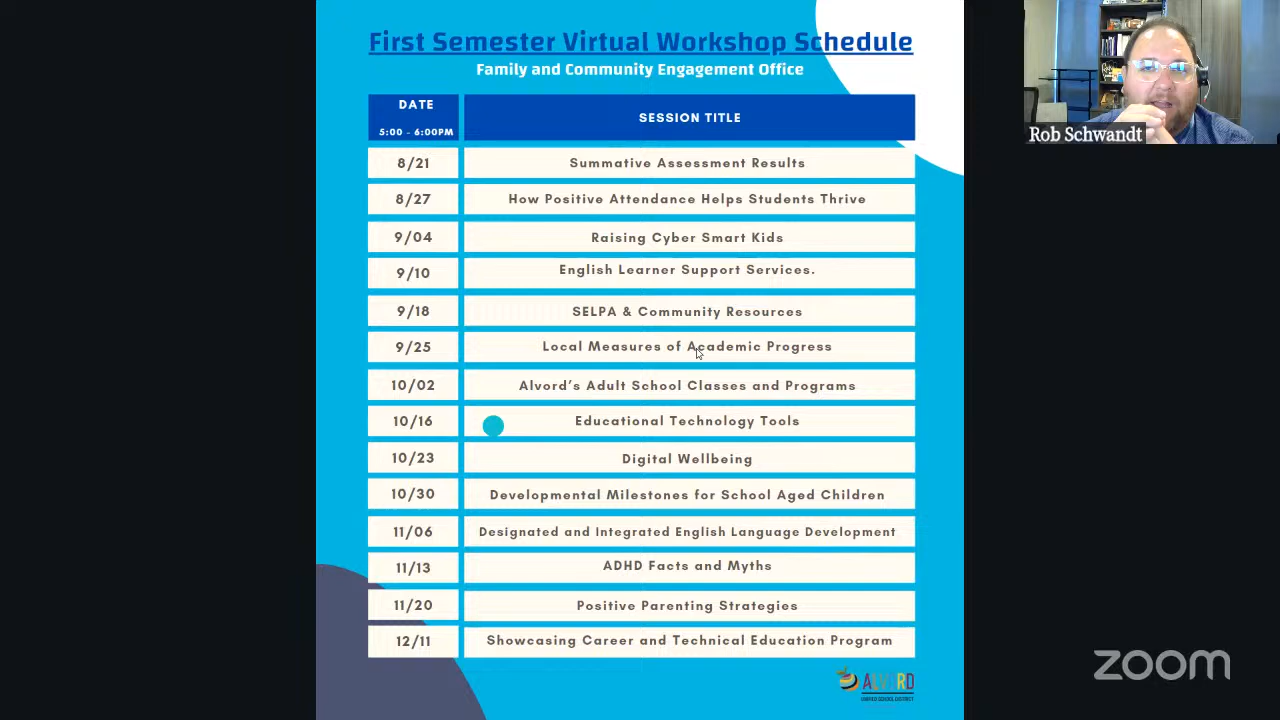 First Semester Virtual Workshop Schedule
Family and Community Engagement Office
DATE
5:00 - 6:00PM
SESSION TITLE
8/21 Summative Assessment Results
8/27 How Positive Attendance Helps Students Thrive
9/04 Raising Cyber Smart Kids
9/10 English Learner Support Services.
9/18 SELPA & Community Resources
9/25 Local Measures of Academic Progress
10/02 Alvord's Adult School Classes and Programs
10/16 Educational Technology Tools
10/23 Digital Wellbeing
10/30 Developmental Milestones for School Aged Children
11/06 Designated and Integrated English Language Development
11/13 ADHD Facts and Myths
11/20 Positive Parenting Strategies
12/11 Showcasing Career and Technical Education Program
ALVORD
UNIFIED SCHOOL DISTRICT
Rob Schwandt
zoom